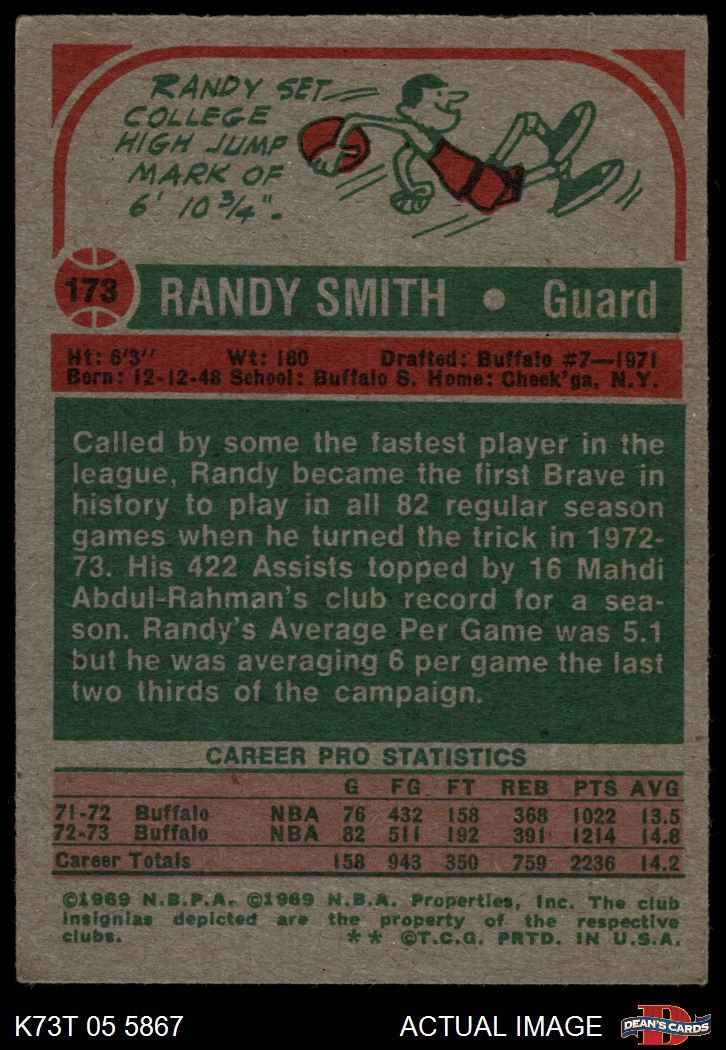 RANDY SET
COLLEGE
HIGH JUMP
MARK OF
6' 10 3/4".
173
RANDY SMITH • Guard
Ht: 6'3" Wt: 180 Drafted: Buffalo #7—1971
Born: 12-12-48 School: Buffalo S. Home: Cheek'ga, N.Y.
Called by some the fastest player in the
league, Randy became the first Brave in
history to play in all 82 regular season
games when he turned the trick in 1972-
73. His 422 Assists topped by 16 Mahdi
Abdul-Rahman's club record for a sea-
son. Randy's Average Per Game was 5.1
but he was averaging 6 per game the last
two thirds of the campaign.
CAREER PRO STATISTICS
G FG FT REB PTS AVG
71-72 Buffalo NBA 76 432 158 368 1022 13.5
72-73 Buffalo NBA 82 511 192 391 1214 14.8
Career Totals 158 943 350 759 2236 14.2
©1969 N.B.P.A. ©1969 N.B.A. Properties, Inc. The club
insignias depicted are the property of the respective
clubs. ** ©T.C.G. PRTD. IN U.S.A.
K73T 05 5867 ACTUAL IMAGE
D
DEAN'S CARDS